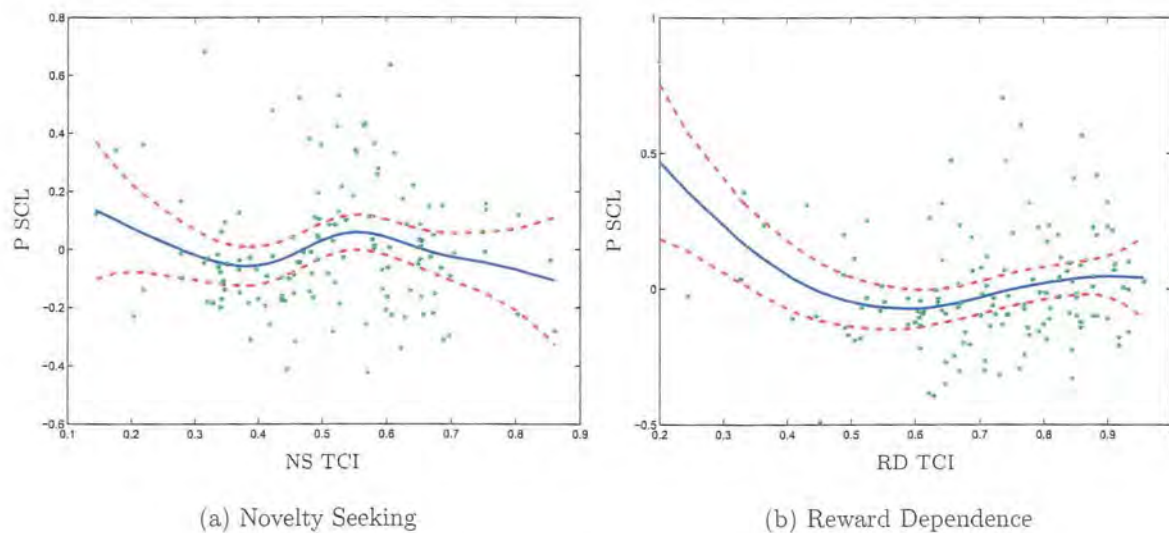 0.8
0.6
0.4
0.2
0
-0.2
-0.4
-0.6
P SCL
0.1 0.2 0.3 0.4 0.5 0.6 0.7 0.8 0.9
NS TCI
(a) Novelty Seeking
1
0.5
0
-0.5
P SCL
0.2 0.3 0.4 0.5 0.6 0.7 0.8 0.9
RD TCI
(b) Reward Dependence